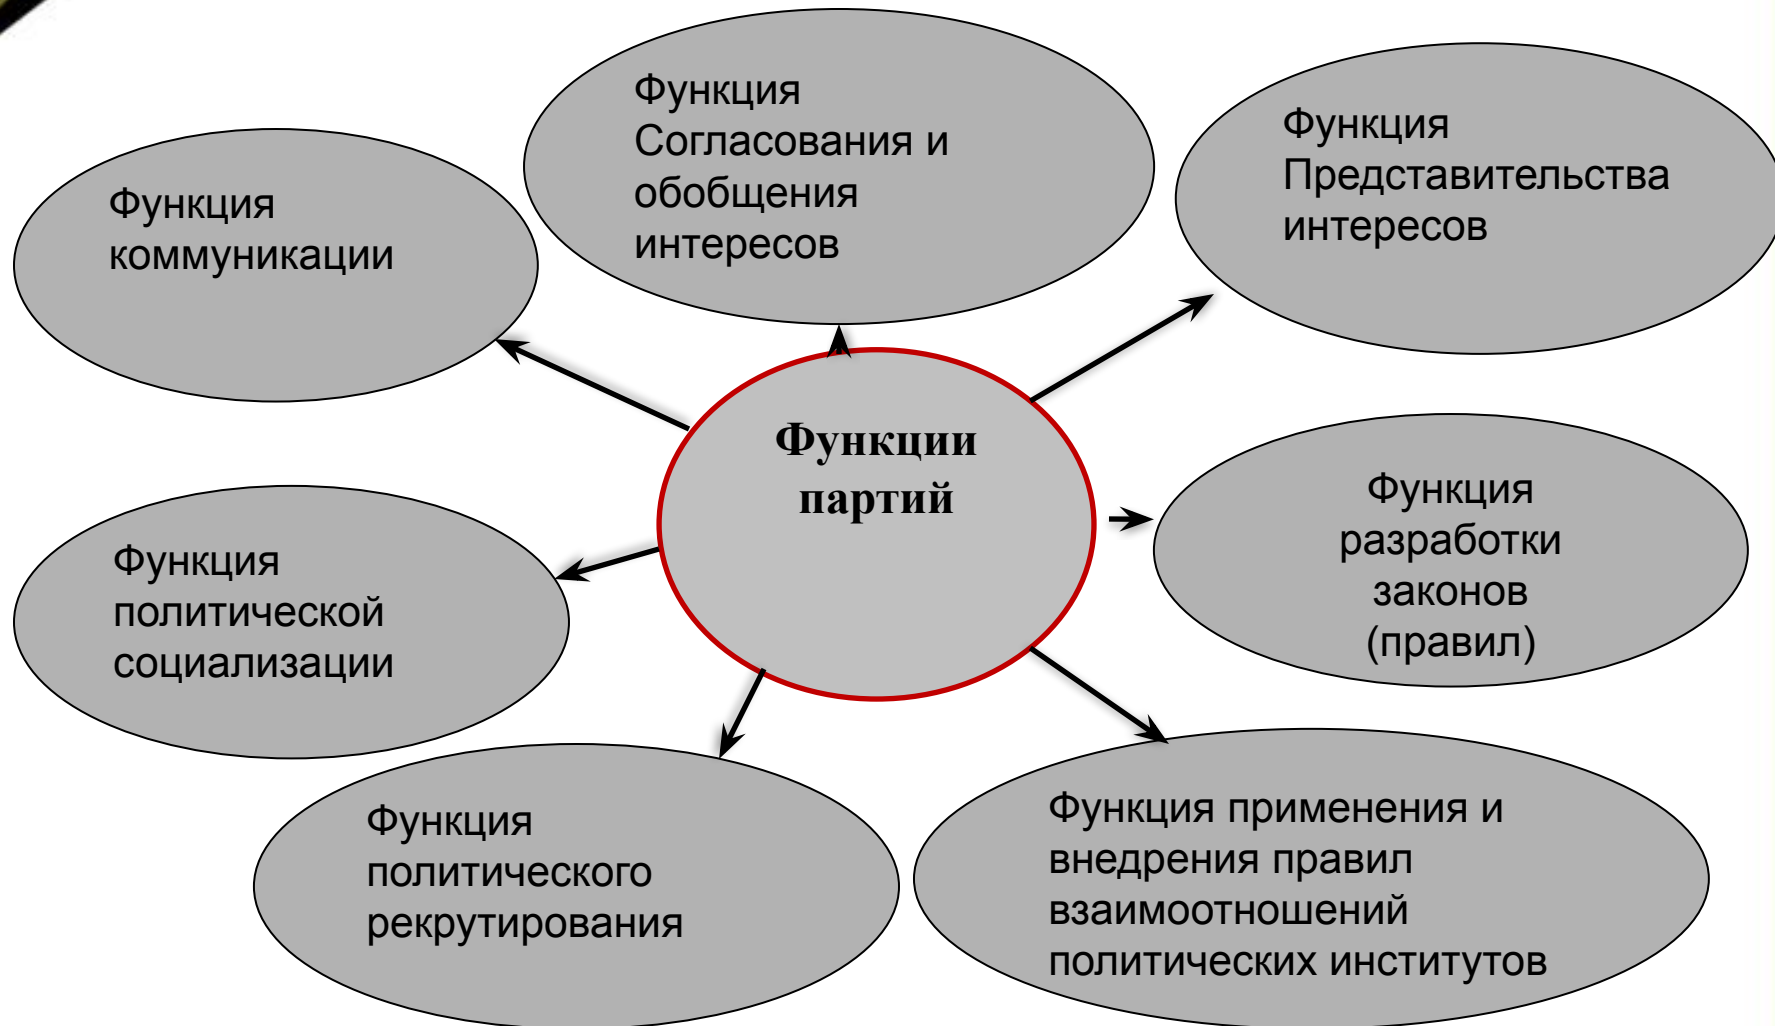 Функция
Согласования и
обобщения
интересов
Функция
Представительства
интересов
Функция
коммуникации
Функции
партий
Функция
разработки
законов
(правил)
Функция
политической
социализации
Функция
политического
рекрутирования
Функция применения и
внедрения правил
взаимоотношений
политических институтов